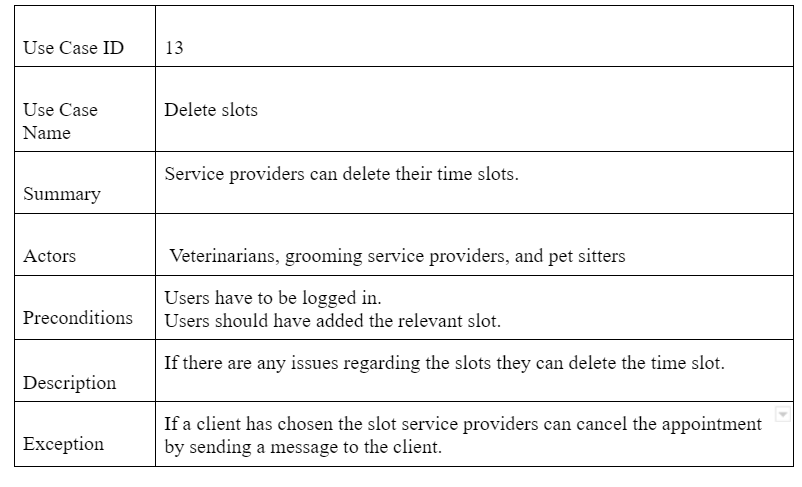 Use Case ID
13
Use Case
Name
Delete slots
Summary
Service providers can delete their time slots.
Actors
Veterinarians, grooming service providers, and pet sitters
Preconditions
Users have to be logged in.
Users should have added the relevant slot.
Description
If there are any issues regarding the slots they can delete the time slot.
Exception
If a client has chosen the slot service providers can cancel the appointment
by sending a message to the client.